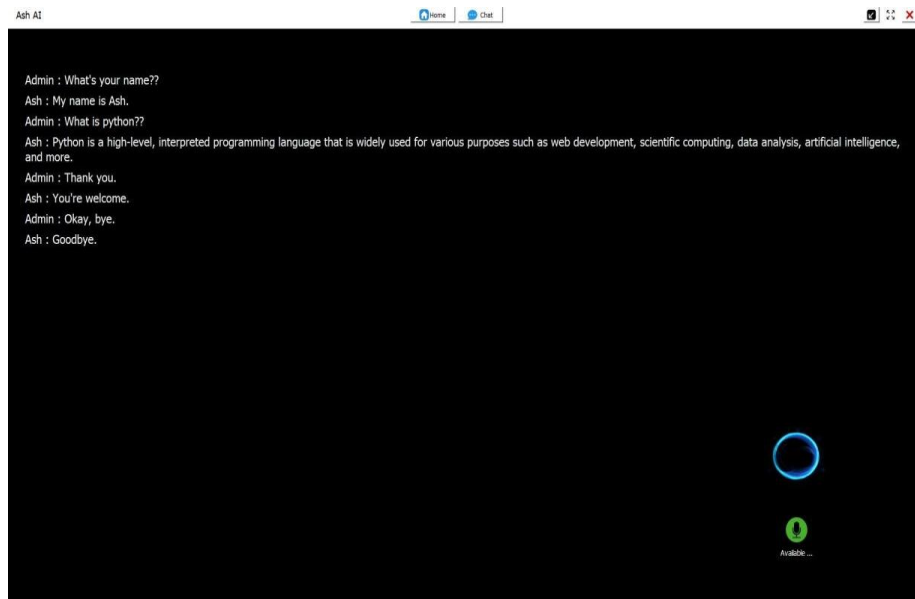 Ash AI
Home
Chat
Admin : What's your name??
Ash : My name is Ash.
Admin : What is python??
Ash : Python is a high-level, interpreted programming language that is widely used for various purposes such as web development, scientific computing, data analysis, artificial intelligence,
and more.
Admin : Thank you.
Ash : You're welcome.
Admin : Okay, bye.
Ash : Goodbye.
Available ...